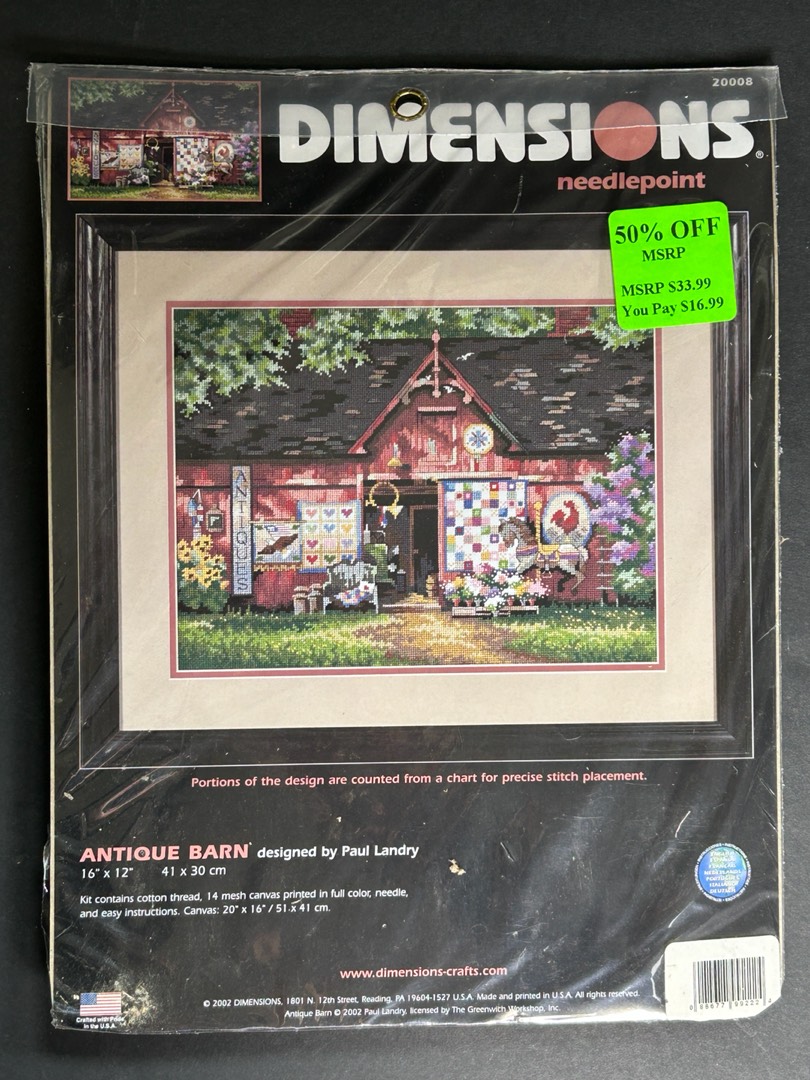 20008
DIMENSIONS®
needlepoint
50% OFF
MSRP
MSRP $33.99
You Pay $16.99
ANTIQUES
Portions of the design are counted from a chart for precise stitch placement.
ANTIQUE BARN designed by Paul Landry
16" x 12" 41 x 30 cm
Kit contains cotton thread, 14 mesh canvas printed in full color, needle,
and easy instructions. Canvas: 20" x 16" / 51 x 41 cm.
www.dimensions-crafts.com
Crafted with Pride
in the U.S.A.
© 2002 DIMENSIONS, 1801 N. 12th Street, Reading, PA 19604-1527 U.S.A. Made and printed in U.S.A. All rights reserved.
Antique Barn © 2002 Paul Landry, licensed by The Greenwich Workshop, Inc.